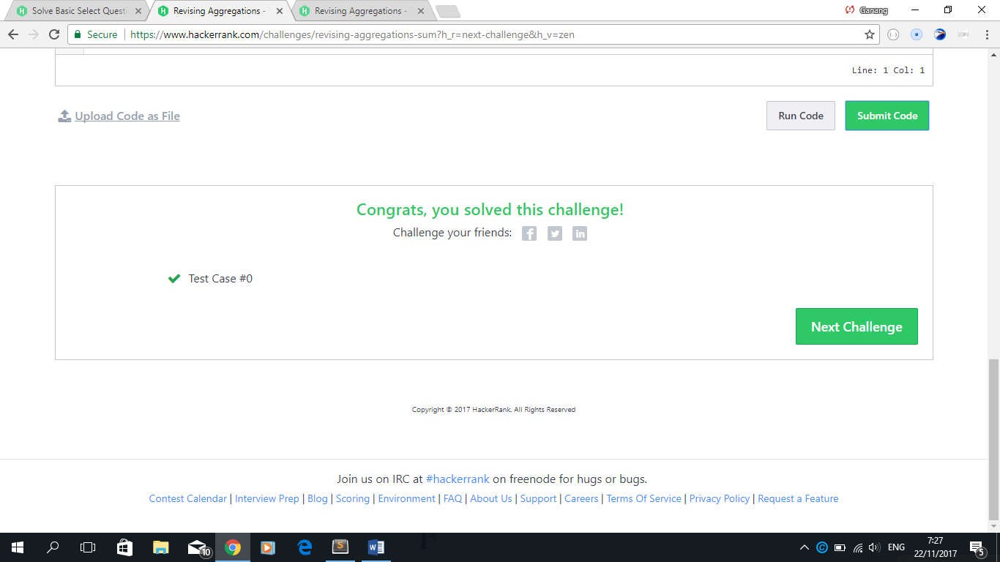 Solve Basic Select Questi
Revising Aggregations -
Revising Aggregations -
Ganang
Secure https://www.hackerrank.com/challenges/revising-aggregations-sum?h_r=next-challenge&h_v=zen
Line: 1 Col: 1
Upload Code as File
Run Code
Submit Code
Congrats, you solved this challenge!
Challenge your friends:
Test Case #0
Next Challenge
Copyright © 2017 HackerRank. All Rights Reserved
Join us on IRC at #hackerrank on freenode for hugs or bugs.
Contest Calendar | Interview Prep | Blog | Scoring | Environment | FAQ | About Us | Support | Careers | Terms Of Service | Privacy Policy | Request a Feature
10
ENG
7:27
22/11/2017
5